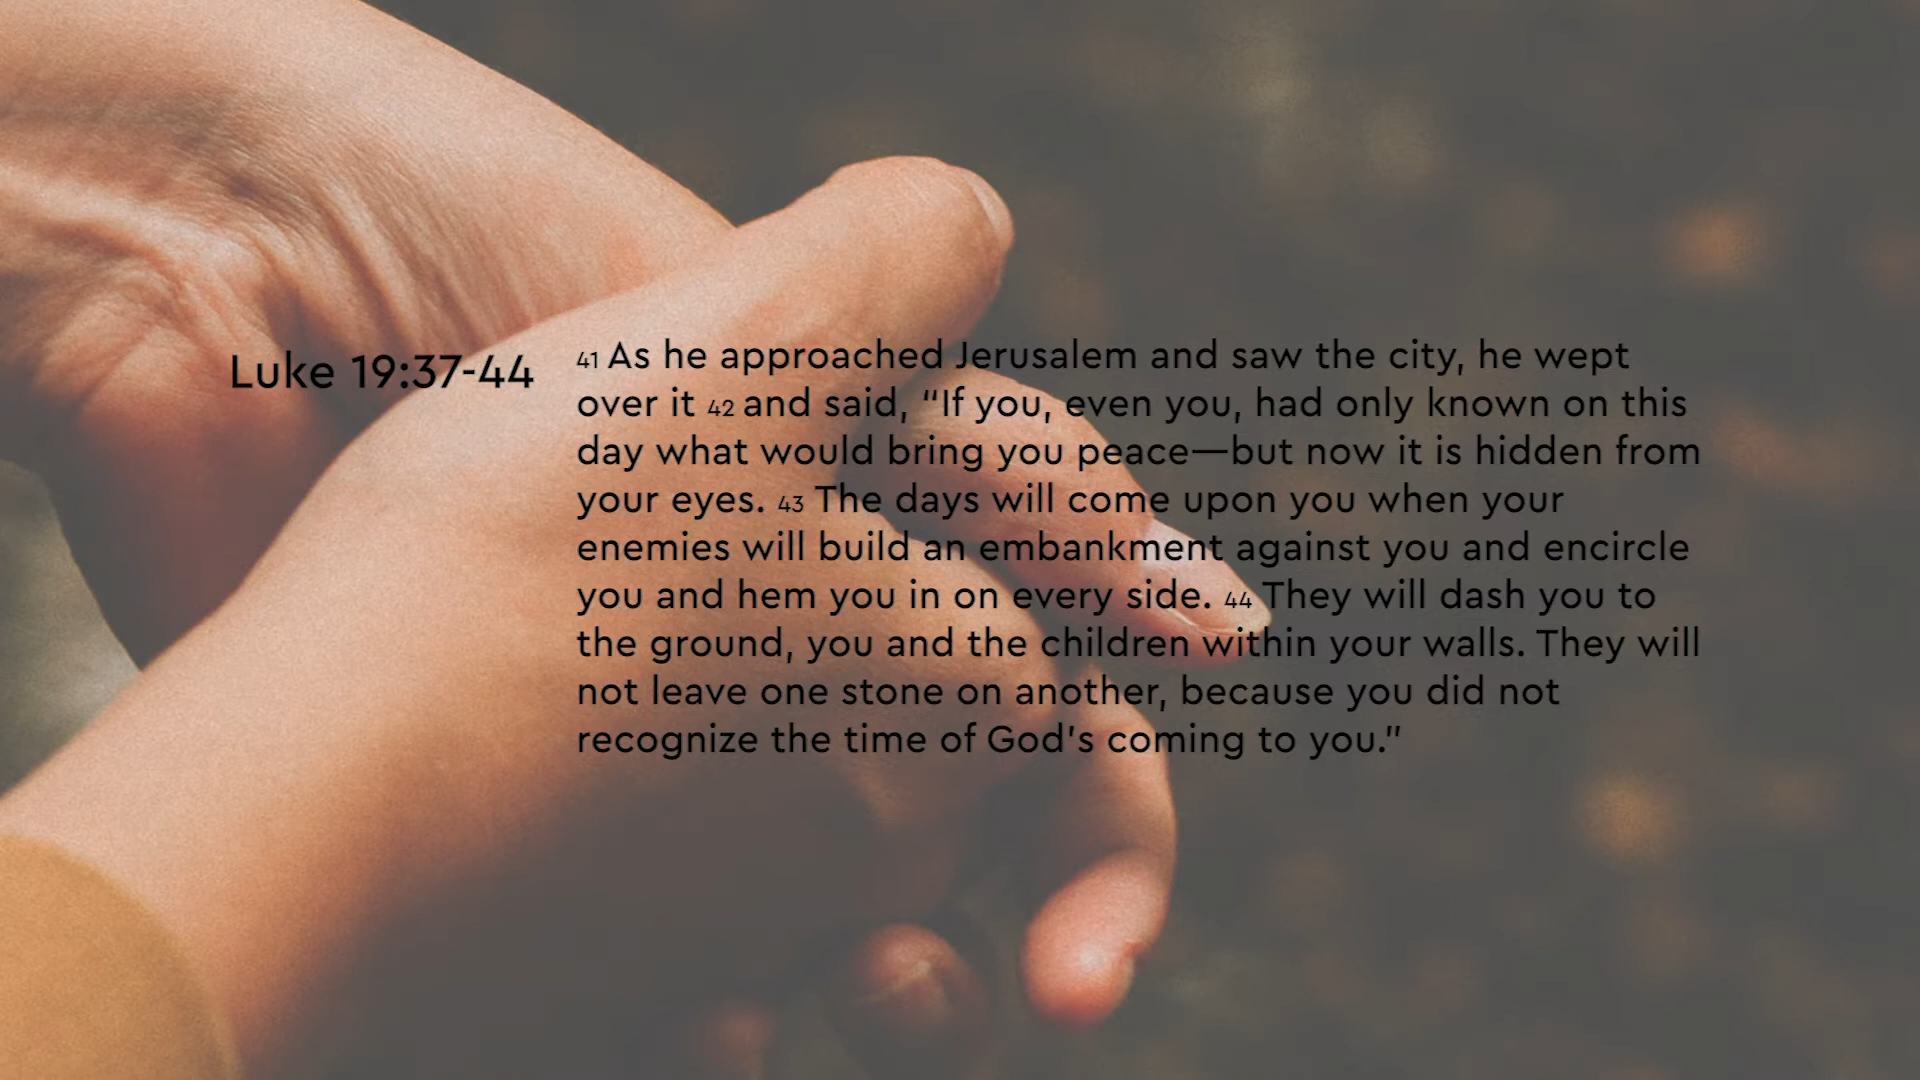 Luke 19:37-44
41 As he approached Jerusalem and saw the city, he wept
over it 42 and said, “If you, even you, had only known on this
day what would bring you peace—but now it is hidden from
your eyes. 43 The days will come upon you when your
enemies will build an embankment against you and encircle
you and hem you in on every side. 44 They will dash you to
the ground, you and the children within your walls. They will
not leave one stone on another, because you did not
recognize the time of God’s coming to you.”